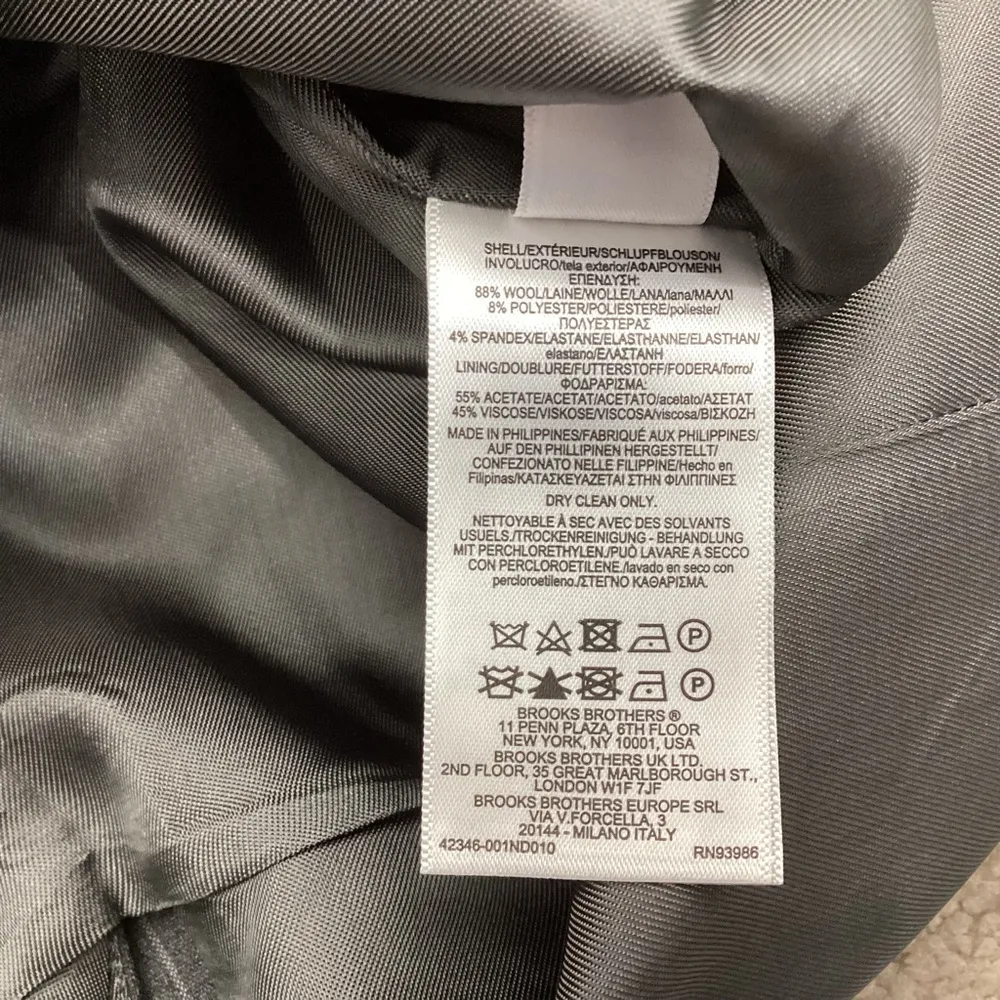 SHELL/EXTÉRIEUR/SCHLUPFBLOUSON/
INVOLUCRO/tela exterior/ΑΦΑΙΡΟΥΜΕΝΗ
ΕΠΕΝΔΥΣΗ:
88% WOOL/LAINE/WOLLE/LANA/lana/ΜΑΛΛΙ
8% POLYESTER/POLIESTERE/poliester/
ΠΟΛΥΕΣΤΕΡΑΣ
4% SPANDEX/ELASTANE/ELASTHANNE/ELASTHAN/
elastano/ΕΛΑΣΤΑΝΗ
LINING/DOUBLURE/FUTTERSTOFF/FODERA/forro/
ΦΟΔΡΑΡΙΣΜΑ:
55% ACETATE/ACETAT/ACETATO/acetato/ΑΣΕΤΑΤ
45% VISCOSE/VISKOSE/VISCOSA/viscosa/ΒΙΣΚΟΖΗ
MADE IN PHILIPPINES/FABRIQUÉ AUX PHILIPPINES/
AUF DEN PHILLIPINEN HERGESTELLT/
CONFEZIONATO NELLE FILIPPINE/Hecho en
Filipinas/ΚΑΤΑΣΚΕΥΑΖΕΤΑΙ ΣΤΗΝ ΦΙΛΙΠΠΙΝΕΣ
DRY CLEAN ONLY.
NETTOYABLE À SEC AVEC DES SOLVANTS
USUELS./TROCKENREINIGUNG - BEHANDLUNG
MIT PERCHLORETHYLEN./PUÒ LAVARE A SECCO
CON PERCLOROETILENE./lavado en seco con
percloroetileno./ΣΤΕΓΝΟ ΚΑΘΑΡΙΣΜΑ.
P
P
BROOKS BROTHERS ®
11 PENN PLAZA, 6TH FLOOR
NEW YORK, NY 10001, USA
BROOKS BROTHERS UK LTD.
2ND FLOOR, 35 GREAT MARLBOROUGH ST.,
LONDON W1F 7JF
BROOKS BROTHERS EUROPE SRL
VIA V.FORCELLA, 3
20144 - MILANO ITALY
42346-001ND010 RN93986